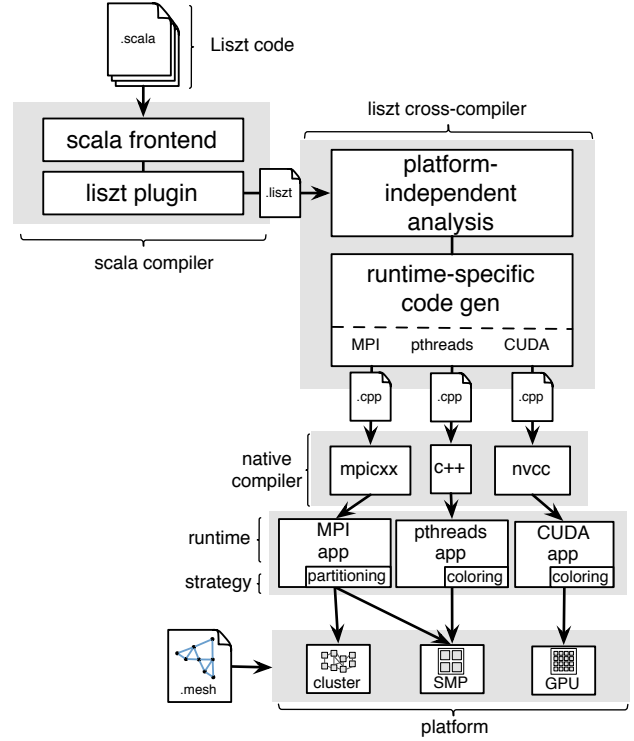 .scala
Liszt code
liszt cross-compiler
scala frontend
liszt plugin
.liszt
scala compiler
platform-
independent
analysis
runtime-specific
code gen
MPI pthreads CUDA
.cpp .cpp .cpp
native
compiler
mpicxx c++ nvcc
runtime
MPI
app
pthreads
app
CUDA
app
strategy
partitioning coloring coloring
.mesh
cluster SMP GPU
platform